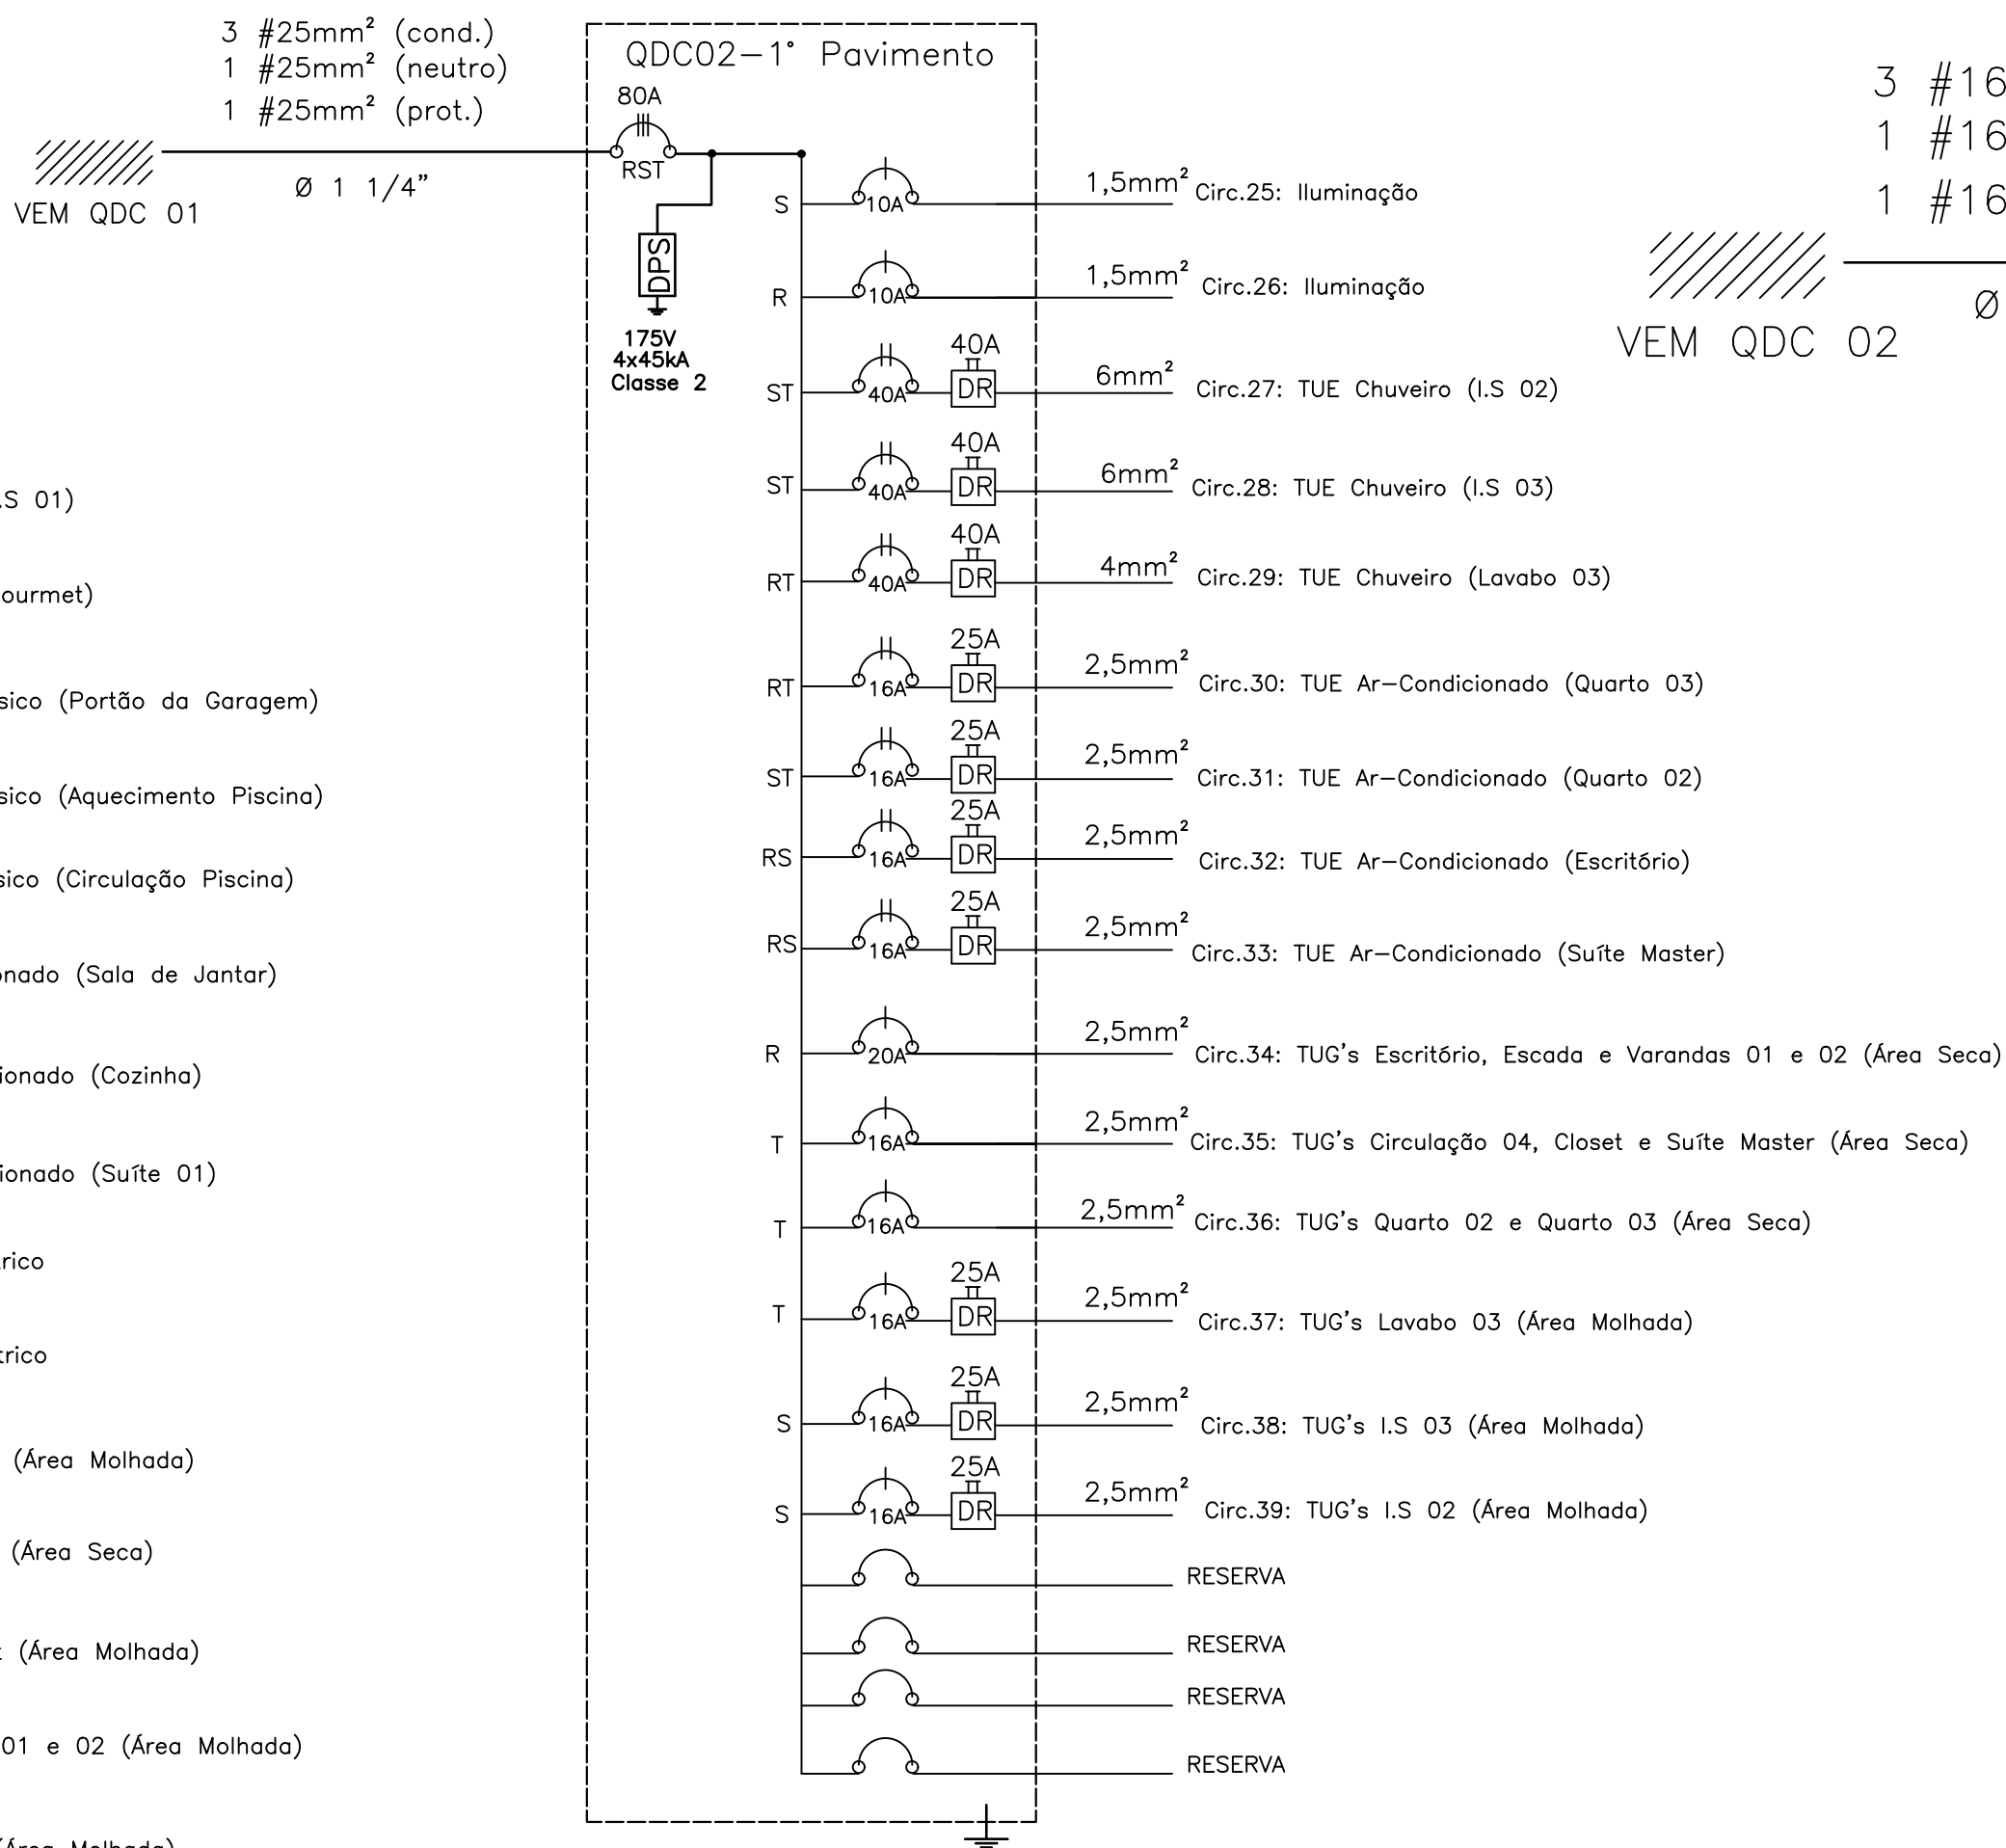 3 #25mm² (cond.)
1 #25mm² (neutro)
1 #25mm² (prot.)
Ø 1 1/4"
VEM QDC 01
QDC02-1° Pavimento
80A
RST
DPS
175V
4x45kA
Classe 2
S 10A 1,5mm² Circ.25: Iluminação
R 10A 1,5mm² Circ.26: Iluminação
ST 40A 40A DR 6mm² Circ.27: TUE Chuveiro (I.S 02)
ST 40A 40A DR 6mm² Circ.28: TUE Chuveiro (I.S 03)
RT 40A 40A DR 4mm² Circ.29: TUE Chuveiro (Lavabo 03)
RT 16A 25A DR 2,5mm² Circ.30: TUE Ar-Condicionado (Quarto 03)
ST 16A 25A DR 2,5mm² Circ.31: TUE Ar-Condicionado (Quarto 02)
RS 16A 25A DR 2,5mm² Circ.32: TUE Ar-Condicionado (Escritório)
RS 16A 25A DR 2,5mm² Circ.33: TUE Ar-Condicionado (Suíte Master)
R 20A 2,5mm² Circ.34: TUG's Escritório, Escada e Varandas 01 e 02 (Área Seca)
T 16A 2,5mm² Circ.35: TUG's Circulação 04, Closet e Suíte Master (Área Seca)
T 16A 2,5mm² Circ.36: TUG's Quarto 02 e Quarto 03 (Área Seca)
T 16A 25A DR 2,5mm² Circ.37: TUG's Lavabo 03 (Área Molhada)
S 16A 25A DR 2,5mm² Circ.38: TUG's I.S 03 (Área Molhada)
S 16A 25A DR 2,5mm² Circ.39: TUG's I.S 02 (Área Molhada)
RESERVA
RESERVA
RESERVA
RESERVA
3 #16
1 #16
1 #16
Ø
VEM QDC 02
.S 01)
ourmet)
sico (Portão da Garagem)
sico (Aquecimento Piscina)
sico (Circulação Piscina)
onado (Sala de Jantar)
ionado (Cozinha)
cionado (Suíte 01)
rico
trico
(Área Molhada)
(Área Seca)
(Área Molhada)
01 e 02 (Área Molhada)
(Área Molhada)